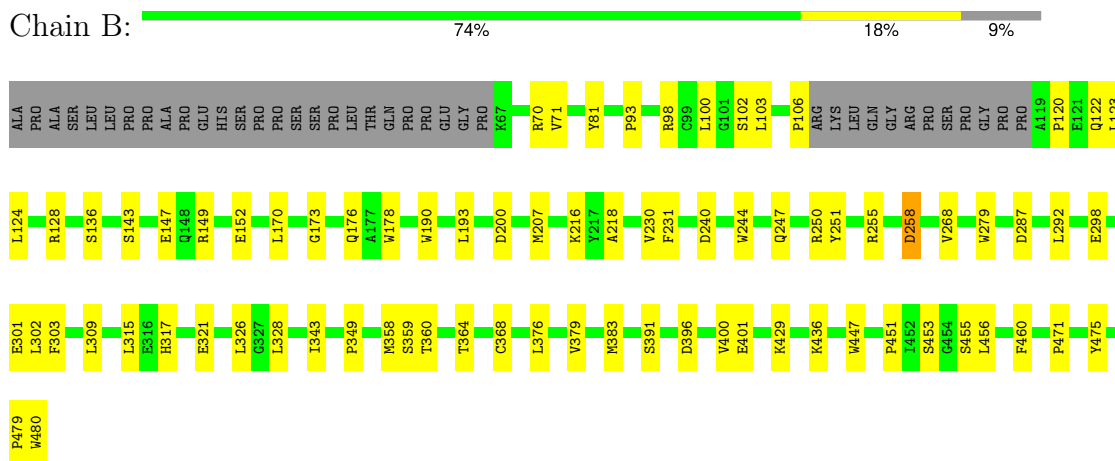 Chain B:
74% 18% 9%
ALA PRO ALA SER LEU LEU PRO PRO ALA PRO GLU HIS SER PRO PRO SER SER PRO LEU THR GLN PRO PRO GLU GLY PRO K67 R70 V71 Y81 P93 R98 C99 L100 G101 S102 L103 P106 ARG LYS LEU GLN GLY ARG PRO SER PRO GLY PRO PRO A119 P120 E121 Q122 L123
L124 R128 S136 S143 E147 Q148 R149 E152 L170 G173 Q176 A177 W178 W190 L193 D200 M207 K216 Y217 A218 V230 F231 D240 W244 Q247 R250 Y251 R255 D258 V268 W279 D287 L292 E298
E301 L302 F303 L309 L315 E316 H317 E321 L326 G327 L328 I343 P349 M358 S359 T360 T364 C368 L376 V379 M383 S391 D396 V400 E401 K429 K436 W447 P451 I452 S453 G454 S455 L456 F460 P471 Y475
P479 W480